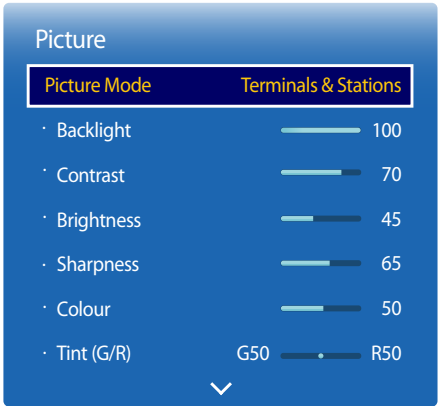 Picture
Picture Mode Terminals & Stations
· Backlight 100
· Contrast 70
· Brightness 45
· Sharpness 65
· Colour 50
· Tint (G/R) G50 R50